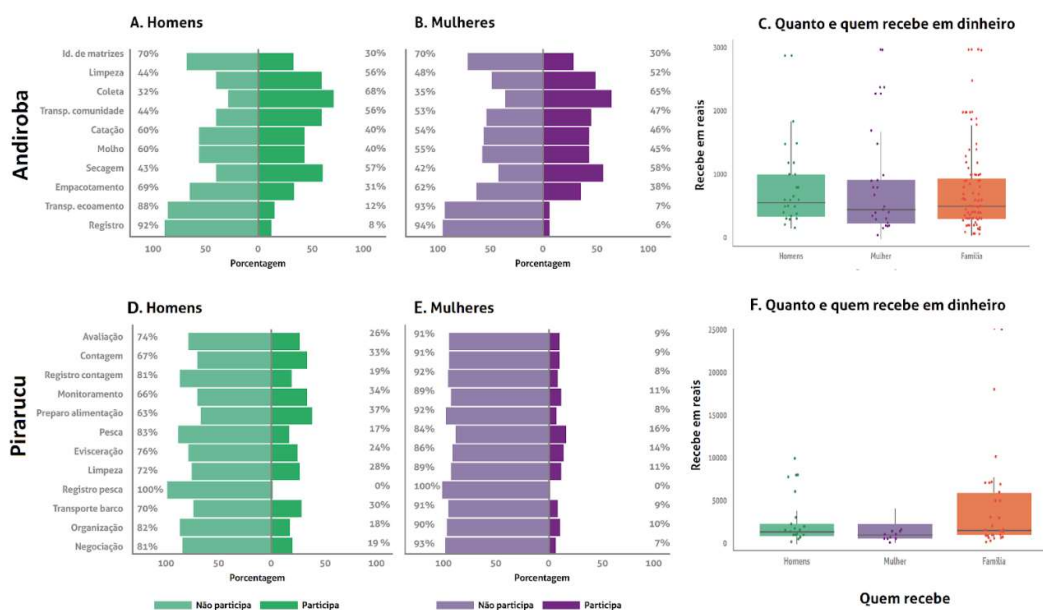 A. Homens
B. Mulheres
C. Quanto e quem recebe em dinheiro
Andiroba
Id. de matrizes 70% 30% 70% 30%
Limpeza 44% 56% 48% 52%
Coleta 32% 68% 35% 65%
Transp. comunidade 44% 56% 53% 47%
Catação 60% 40% 54% 46%
Molho 60% 40% 55% 45%
Secagem 43% 57% 42% 58%
Empacotamento 69% 31% 62% 38%
Transp. ecoamento 88% 12% 93% 7%
Registro 92% 8% 94% 6%
100 50 0 50 100
Porcentagem
100 50 0 50 100
Porcentagem
Recebe em reais
3000
2000
1000
0
Homens Mulher Família
D. Homens
E. Mulheres
F. Quanto e quem recebe em dinheiro
Pirarucu
Avaliação 74% 26% 91% 9%
Contagem 67% 33% 91% 9%
Registro contagem 81% 19% 92% 8%
Monitoramento 66% 34% 89% 11%
Preparo alimentação 63% 37% 92% 8%
Pesca 83% 17% 84% 16%
Evisceração 76% 24% 86% 14%
Limpeza 72% 28% 89% 11%
Registro pesca 100% 0% 100% 0%
Transporte barco 70% 30% 91% 9%
Organização 82% 18% 90% 10%
Negociação 81% 19% 93% 7%
100 50 0 50 100
Porcentagem
100 50 0 50 100
Porcentagem
Recebe em reais
25000
20000
15000
10000
5000
0
Homens Mulher Família
Quem recebe
Não participa Participa
Não participa Participa